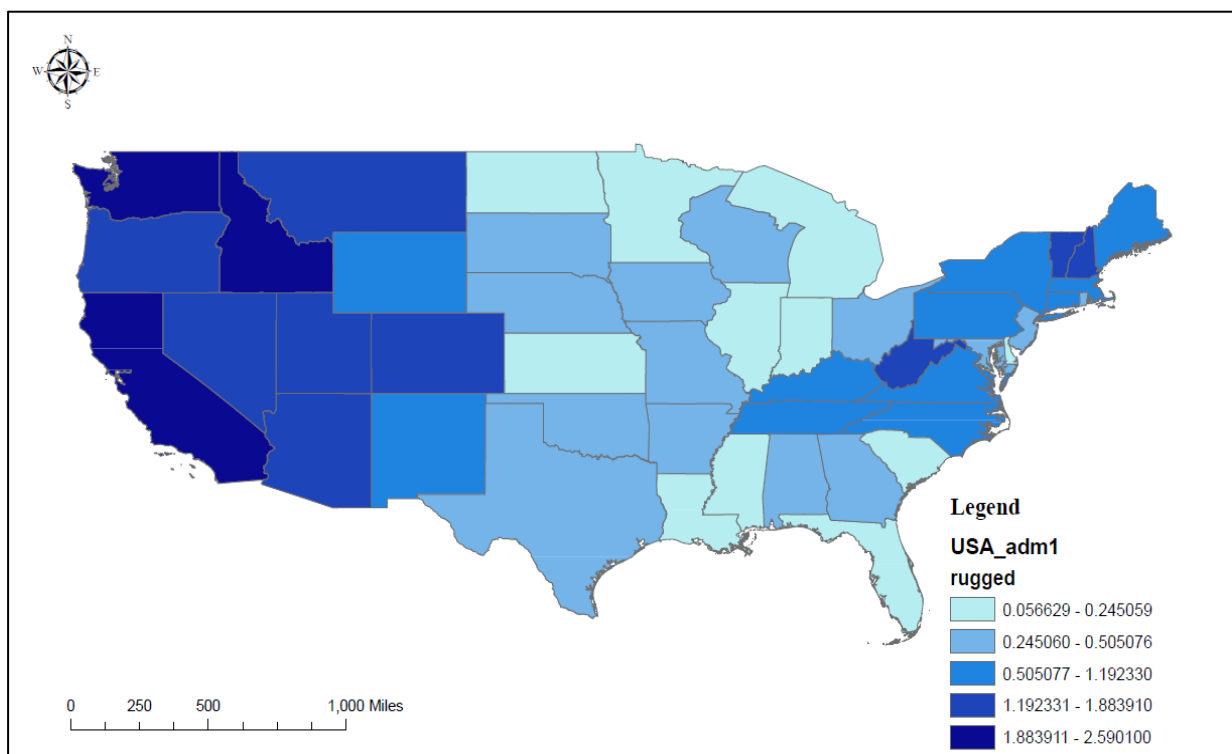 N
W E
S
Legend
USA_adm1
rugged
0.056629 - 0.245059
0.245060 - 0.505076
0.505077 - 1.192330
1.192331 - 1.883910
1.883911 - 2.590100
0 250 500 1,000 Miles